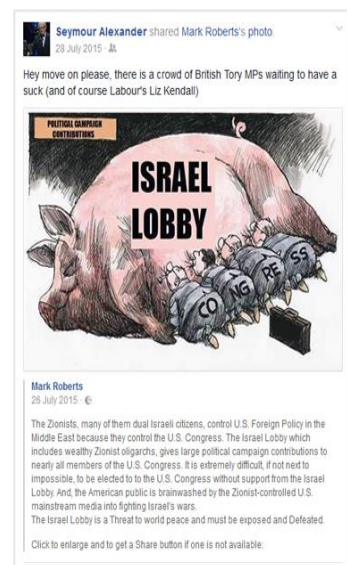 Seymour Alexander shared Mark Roberts's photo.
28 July 2015 ·
Hey move on please, there is a crowd of British Tory MPs waiting to have a
suck (and of course Labour's Liz Kendall)
POLITICAL CAMPAIGN
CONTRIBUTIONS
ISRAEL
LOBBY
CONGRESS
Mark Roberts
26 July 2015 ·
The Zionists, many of them dual Israeli citizens, control U.S. Foreign Policy in the
Middle East because they control the U.S. Congress. The Israel Lobby which
includes wealthy Zionist oligarchs, gives large political campaign contributions to
nearly all members of the U.S. Congress. It is extremely difficult, if not next to
impossible, to be elected to to the U.S. Congress without support from the Israel
Lobby. And, the American public is brainwashed by the Zionist-controlled U.S.
mainstream media into fighting Israel's wars.
The Israel Lobby is a Threat to world peace and must be exposed and Defeated.
Click to enlarge and to get a Share button if one is not available: